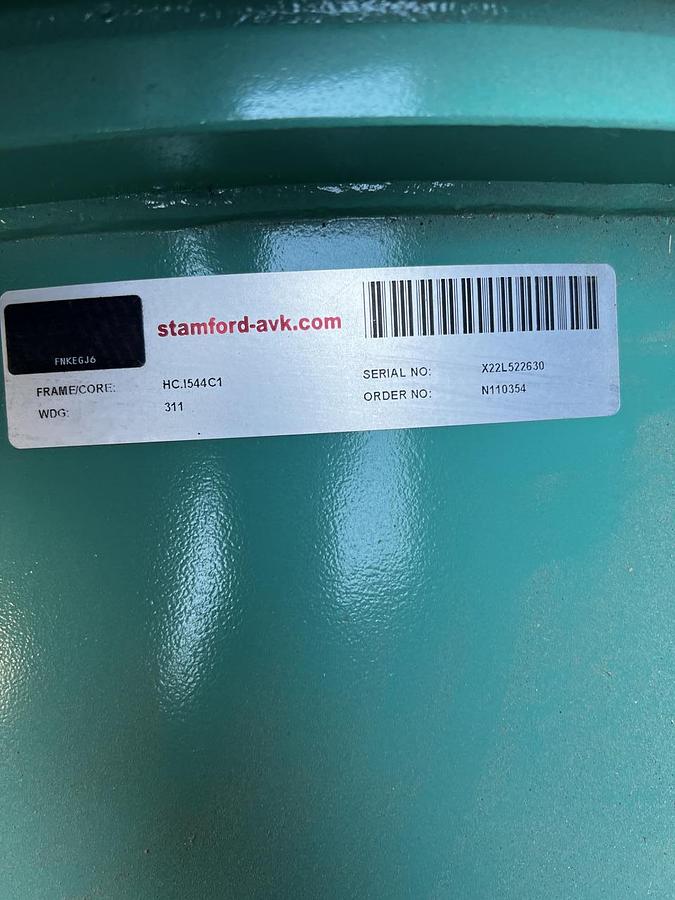 stamford-avk.com
FNKEGJ6
FRAME/CORE: HC.I544C1
WDG: 311
SERIAL NO: X22L522630
ORDER NO: N110354